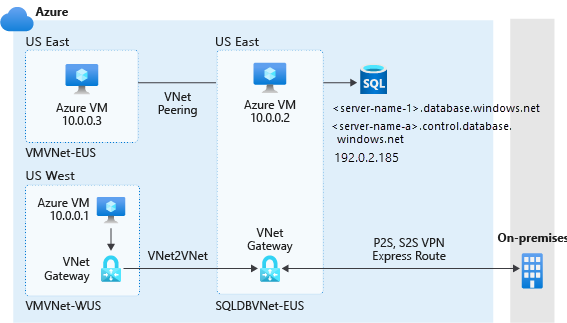 Azure
US East
Azure VM
10.0.0.3
VMVNet-EUS
VNet
Peering
US East
Azure VM
10.0.0.2
SQL
<server-name-1>.database.windows.net
<server-name-a>.control.database.
windows.net
192.0.2.185
US West
Azure VM
10.0.0.1
VNet
Gateway
VMVNet-WUS
VNet2VNet
VNet
Gateway
SQLDBVNet-EUS
P2S, S2S VPN
Express Route
On-premises